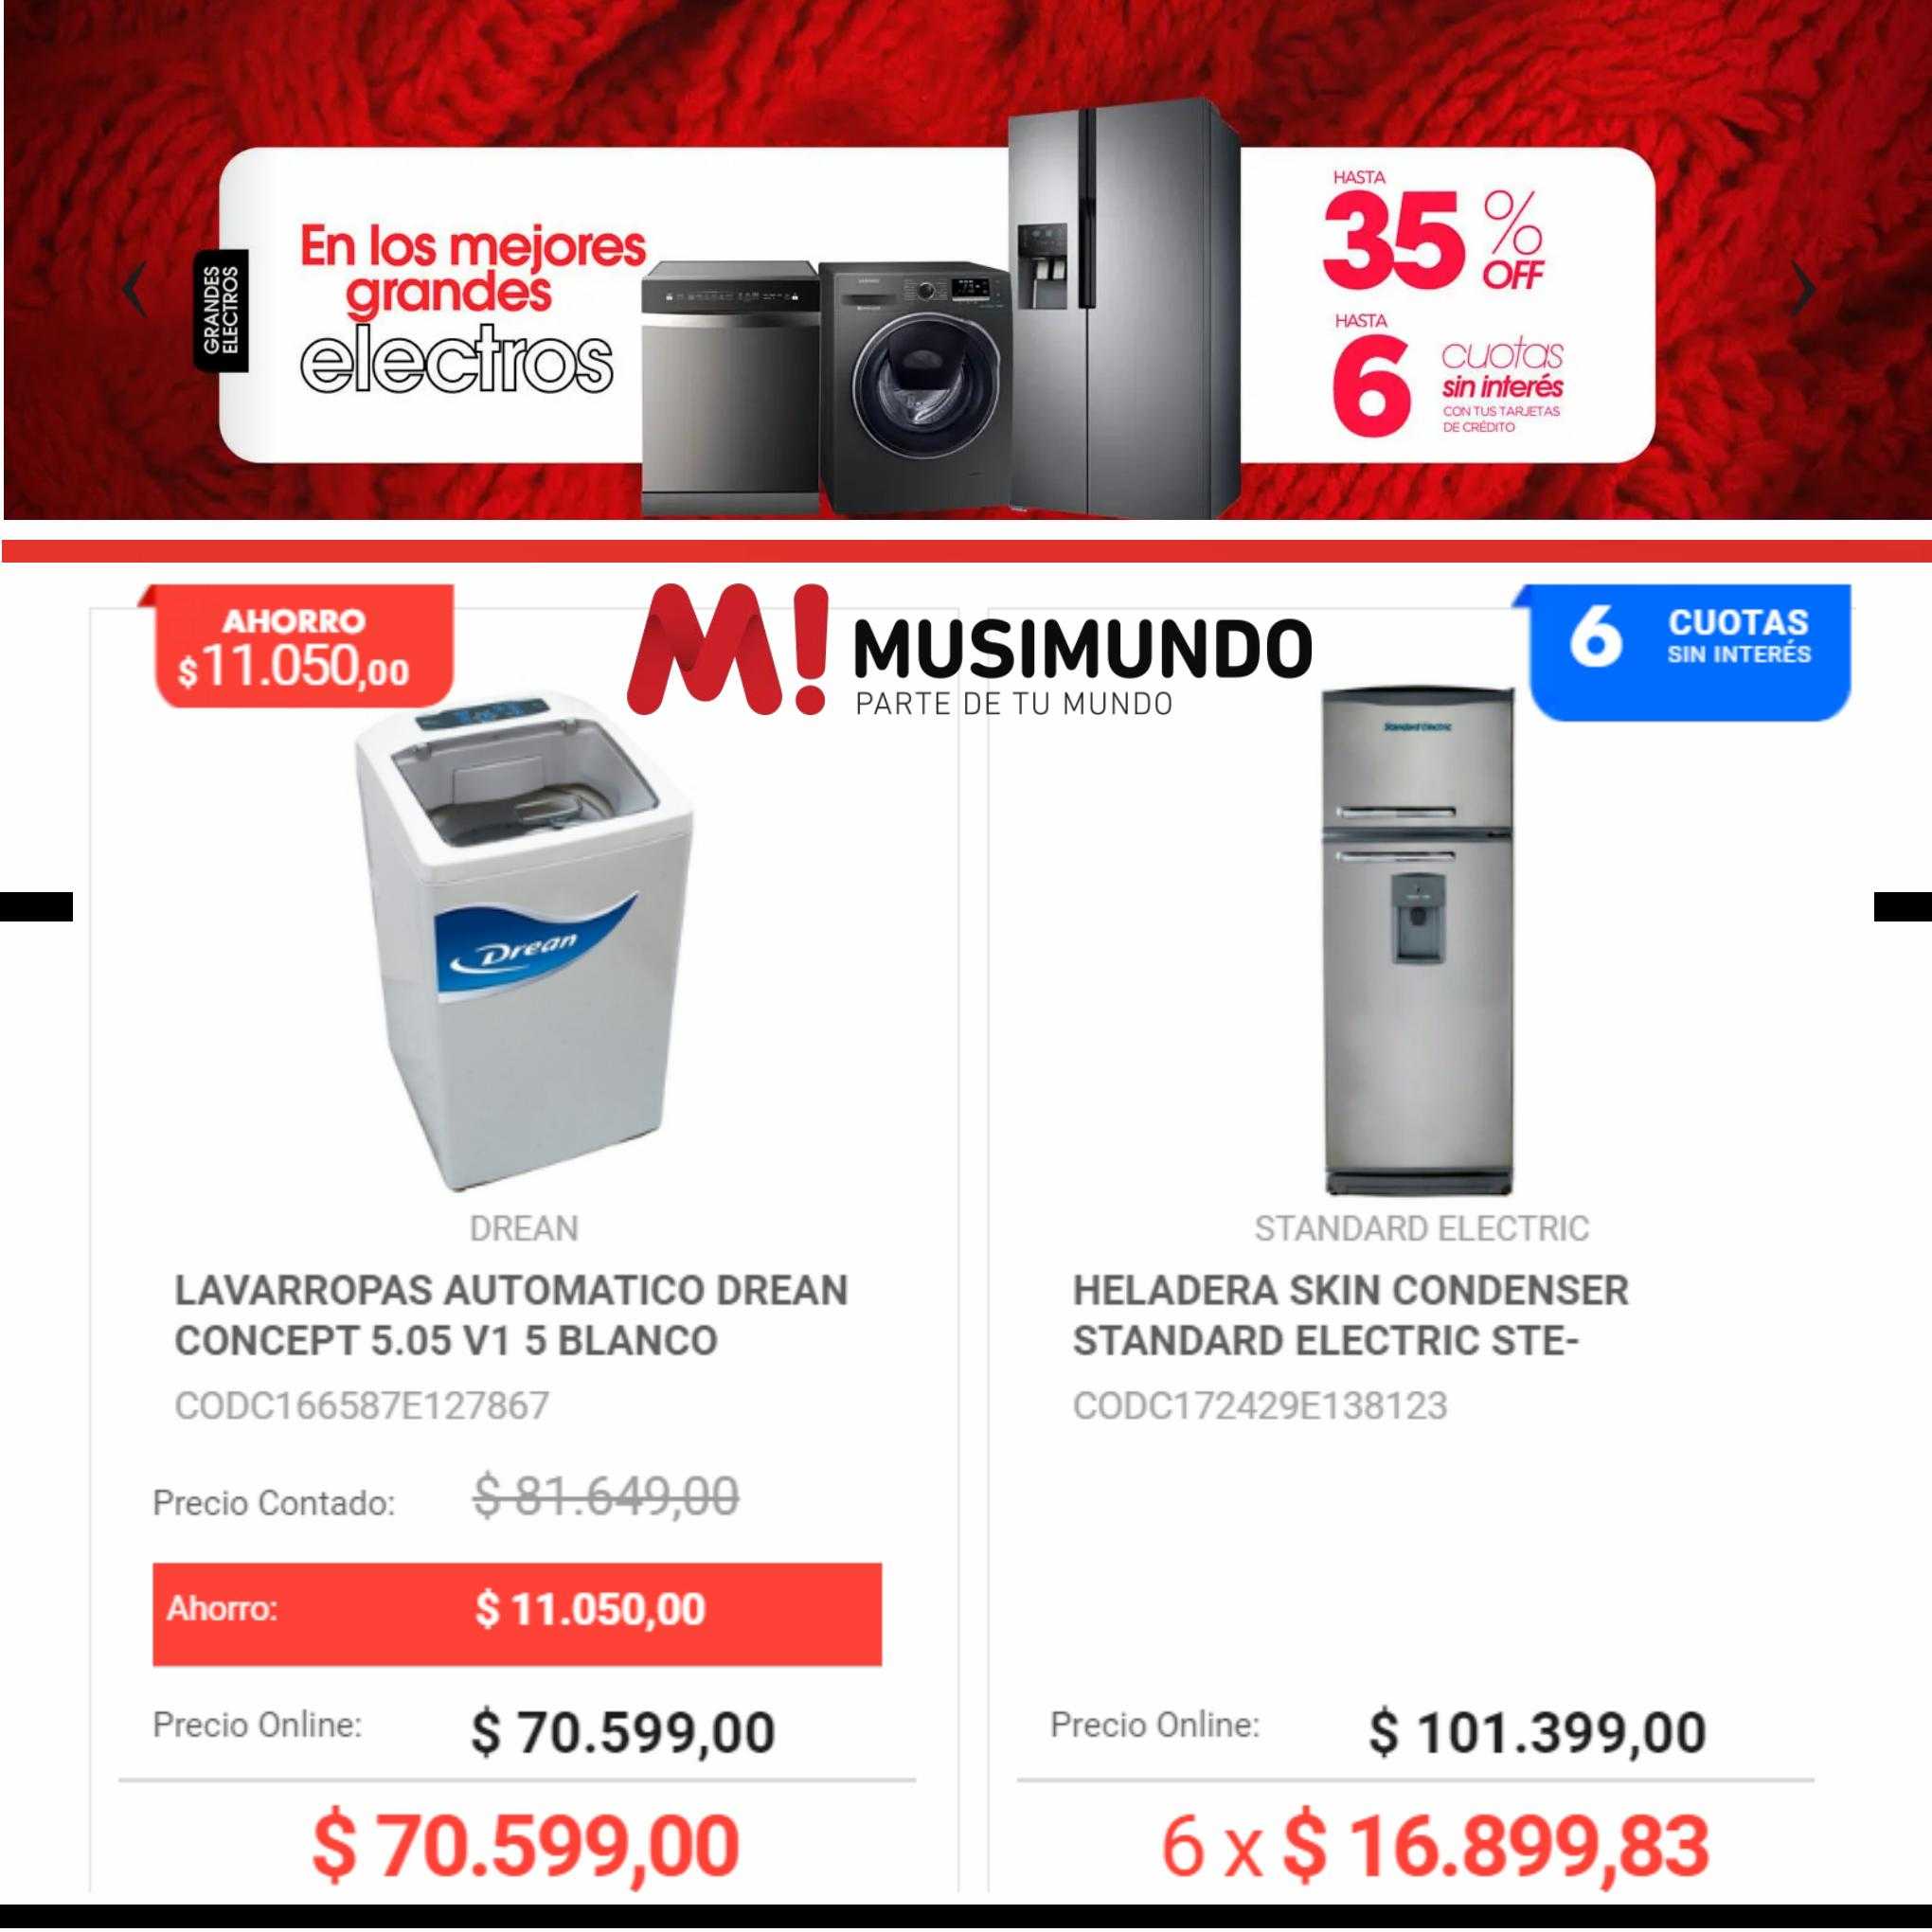 GRANDES
ELECTROS
En los mejores
grandes
electros
HASTA
35 %
OFF
HASTA
6 cuotas
sin interés
CON TUS TARJETAS
DE CRÉDITO
AHORRO
$11.050,00
M! MUSIMUNDO
PARTE DE TU MUNDO
6 CUOTAS
SIN INTERÉS
Drean
Standard Electric
DREAN
LAVARROPAS AUTOMATICO DREAN
CONCEPT 5.05 V1 5 BLANCO
CODC166587E127867
Precio Contado: $ 81.649,00
Ahorro: $ 11.050,00
Precio Online: $ 70.599,00
$ 70.599,00
STANDARD ELECTRIC
HELADERA SKIN CONDENSER
STANDARD ELECTRIC STE-
CODC172429E138123
Precio Online: $ 101.399,00
6 x $ 16.899,83